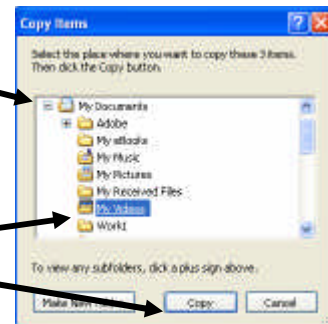 Copy Items
Select the place where you want to copy these 3 items.
Then click the Copy button.
My Documents
Adobe
My eBooks
My Music
My Pictures
My Received Files
My Videos
Work1
To view any subfolders, click a plus sign above.
Make New
Copy
Cancel